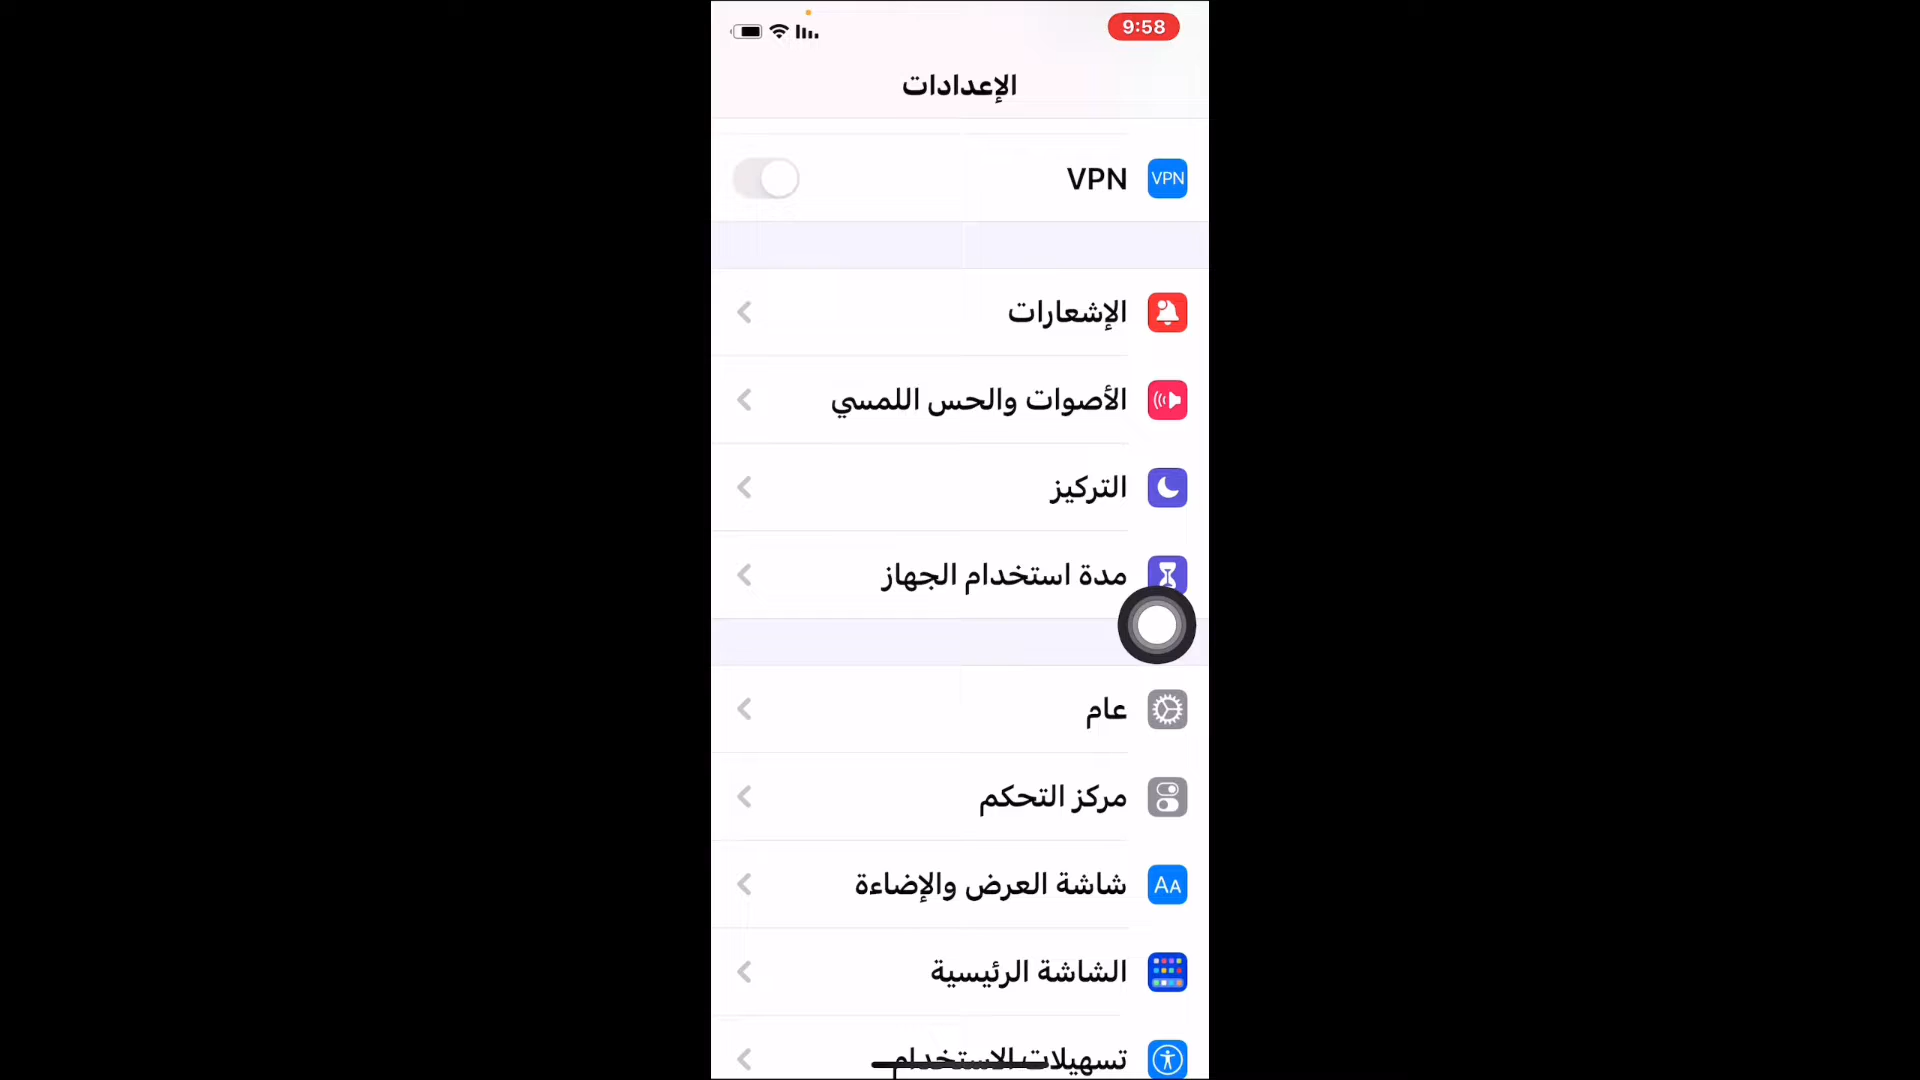 9:58
الإعدادات
VPN VPN
الإشعارات
الأصوات والحس اللمسي
التركيز
مدة استخدام الجهاز
عام
مركز التحكم
AA شاشة العرض والإضاءة
الشاشة الرئيسية
تسهيلات الاستخدام